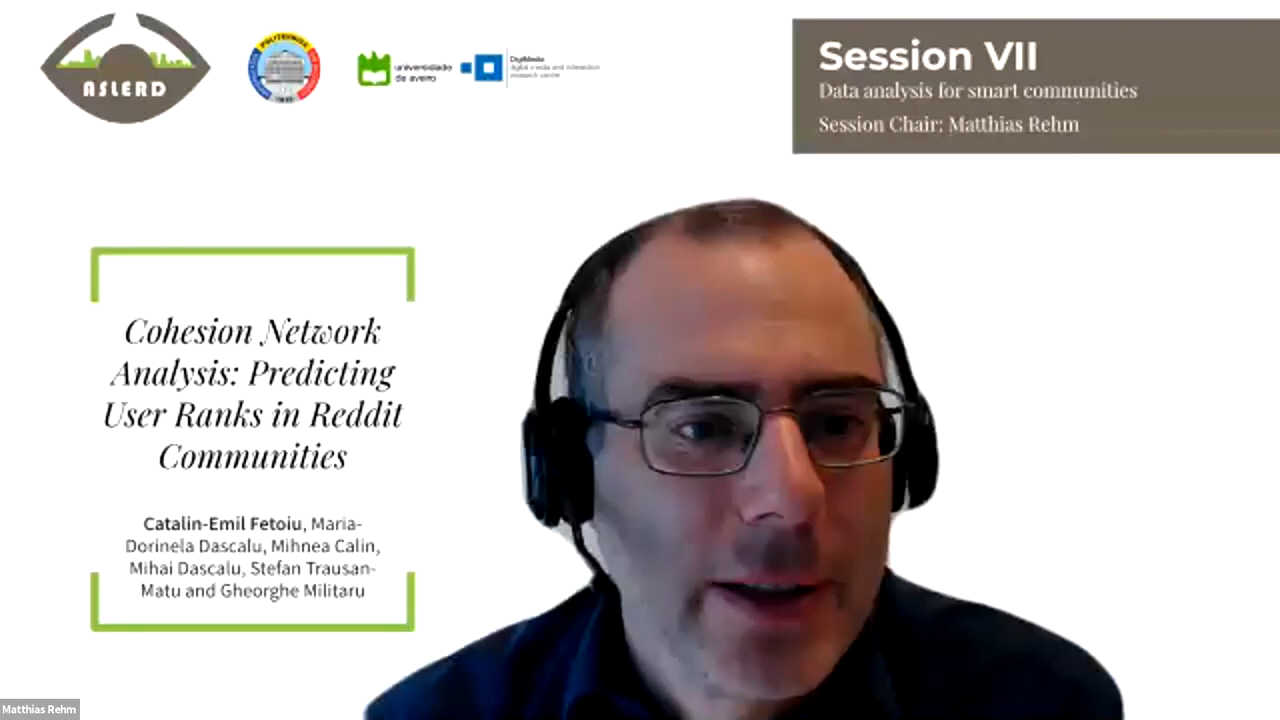 ASLERD
POLITEHNICA
universidade
de aveiro
DigiMedia
digital media and interaction
research centre
Session VII
Data analysis for smart communities
Session Chair: Matthias Rehm
Cohesion Network
Analysis: Predicting
User Ranks in Reddit
Communities
Catalin-Emil Fetoiu, Maria-
Dorinela Dascalu, Mihnea Calin,
Mihai Dascalu, Stefan Trausan-
Matu and Gheorghe Militaru
Matthias Rehm